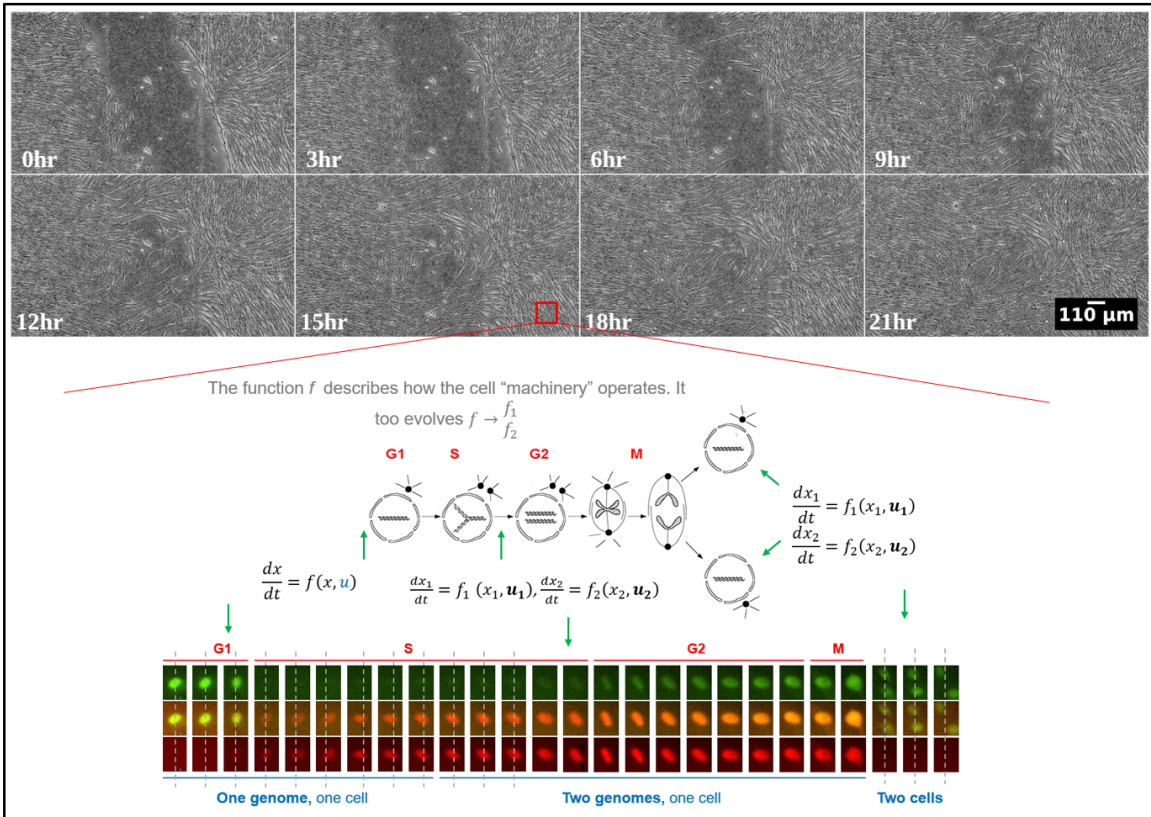 0hr
3hr
6hr
9hr
12hr
15hr
18hr
21hr
110 μm
The function f describes how the cell “machinery” operates. It
too evolves f → f₁
f₂
G1
S
G2
M
dx/dt = f(x, u)
dx₁/dt = f₁ (x₁, u₁), dx₂/dt = f₂(x₂, u₂)
dx₁/dt = f₁(x₁, u₁)
dx₂/dt = f₂(x₂, u₂)
G1
S
G2
M
One genome, one cell
Two genomes, one cell
Two cells